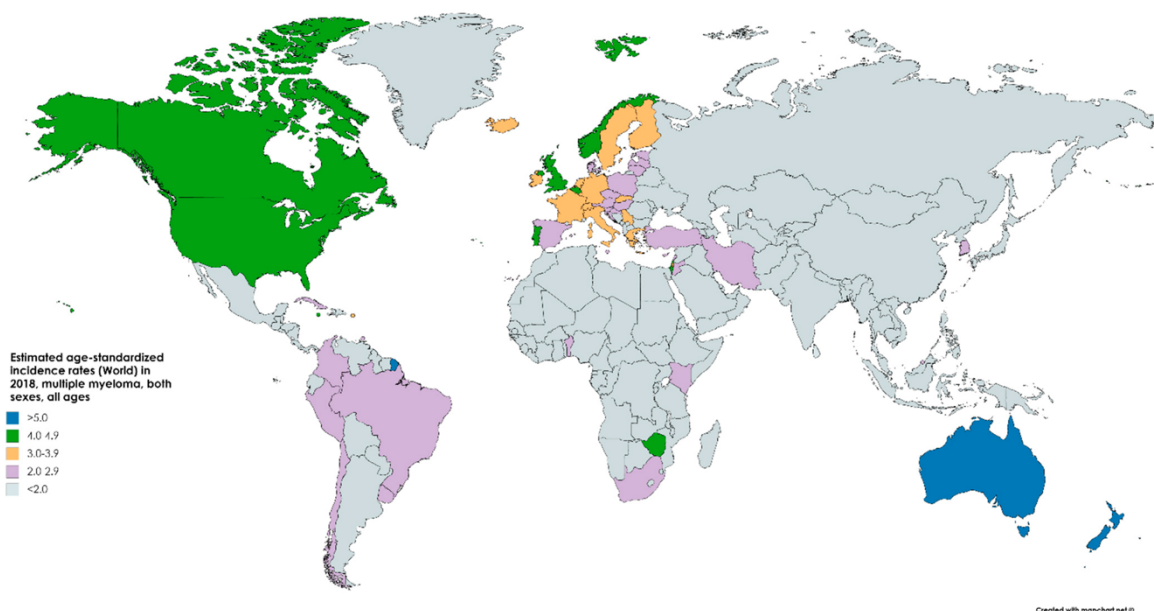 Estimated age-standardized
incidence rates (World) in
2018, multiple myeloma, both
sexes, all ages
>5.0
4.0 4.9
3.0-3.9
2.0 2.9
<2.0
Created with mapchart.net ©